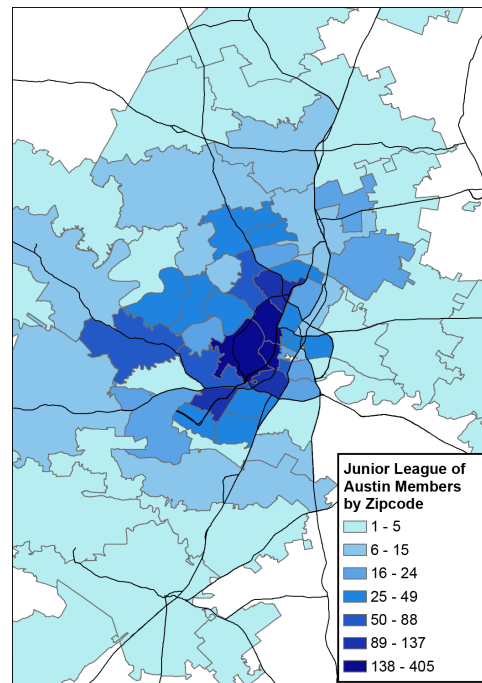 Junior League of
Austin Members
by Zipcode
1 - 5
6 - 15
16 - 24
25 - 49
50 - 88
89 - 137
138 - 405